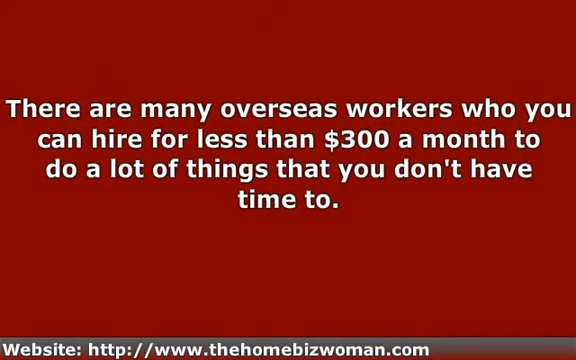 There are many overseas workers who you
can hire for less than $300 a month to
do a lot of things that you don't have
time to.
Website: http://www.thehomebizwoman.com